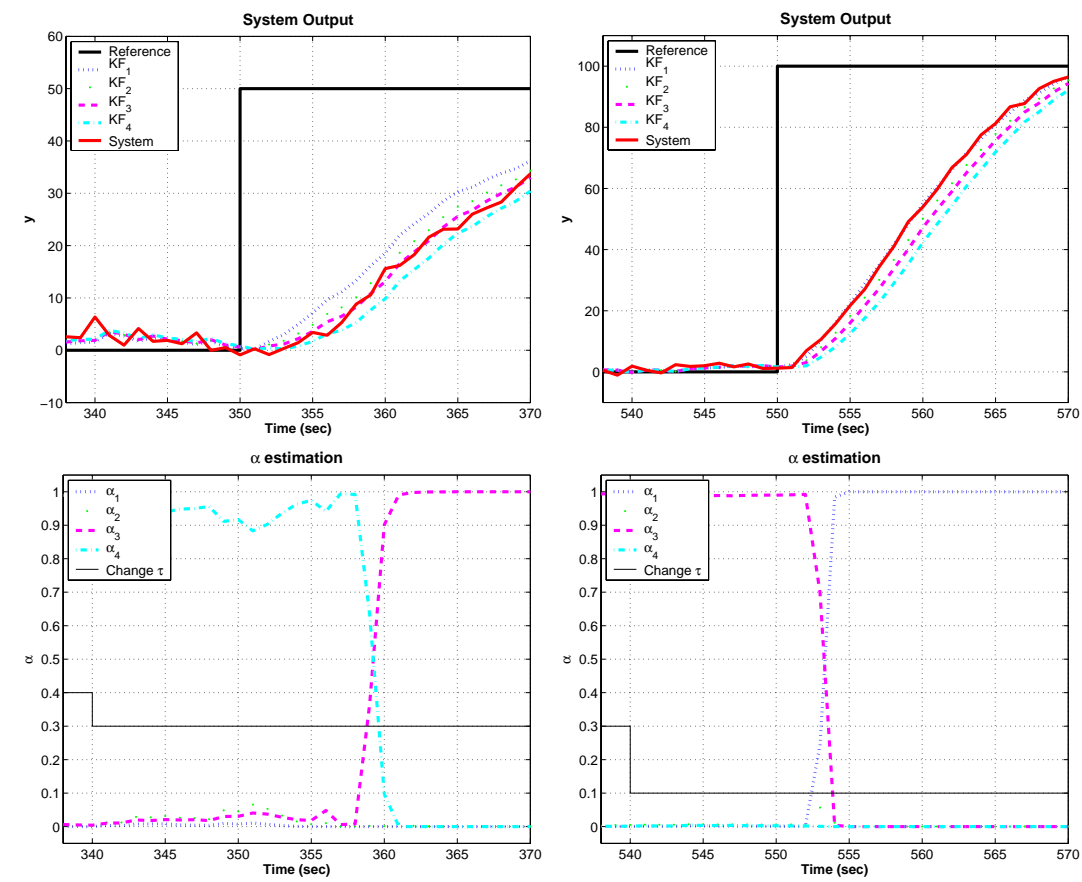 System Output
60
50
40
30
20
10
0
−10
y
Reference
KF1
KF2
KF3
KF4
System
340 345 350 355 360 365 370
Time (sec)
System Output
100
80
60
40
20
0
y
Reference
KF1
KF2
KF3
KF4
System
540 545 550 555 560 565 570
Time (sec)
α estimation
1
0.9
0.8
0.7
0.6
0.5
0.4
0.3
0.2
0.1
0
α
α1
α2
α3
α4
Change τ
340 345 350 355 360 365 370
Time (sec)
α estimation
1
0.9
0.8
0.7
0.6
0.5
0.4
0.3
0.2
0.1
0
α
α1
α2
α3
α4
Change τ
540 545 550 555 560 565 570
Time (sec)